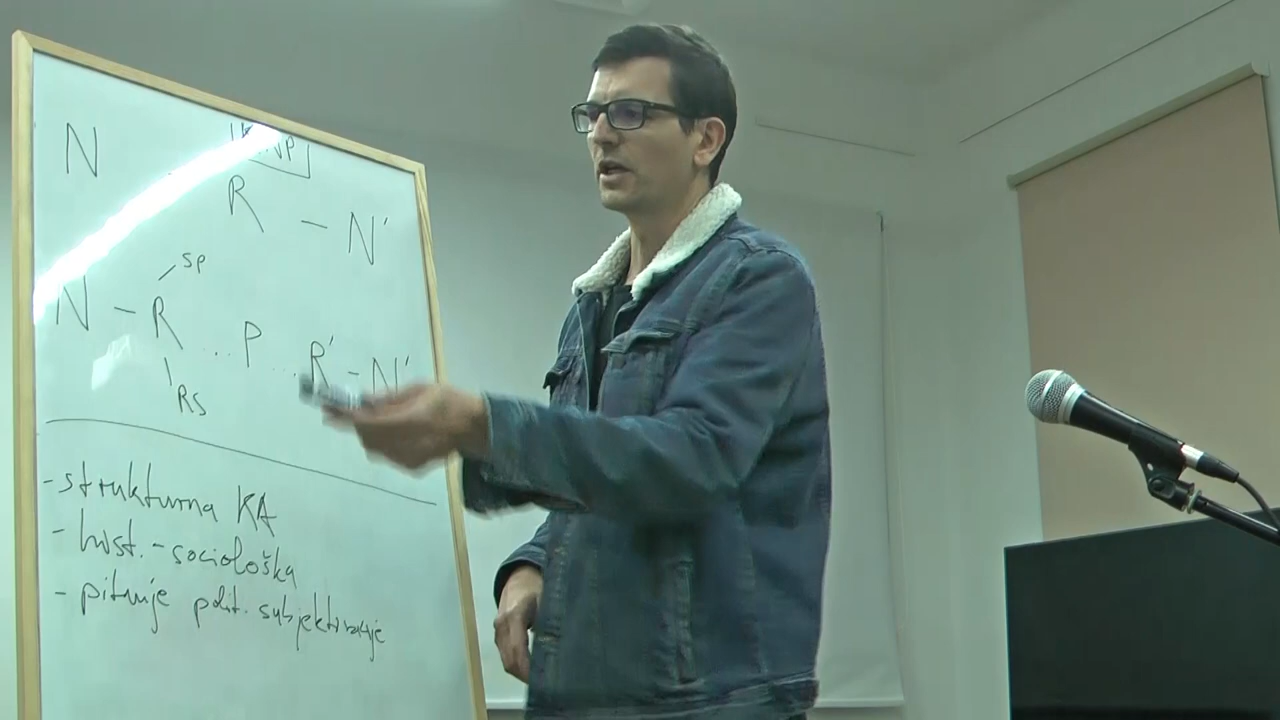 N
R - N'
SP
N - R ... P ... R' - N'
RS
- strukturna KA
- hist. - sociološka
- pitanje polit. subjektivacije